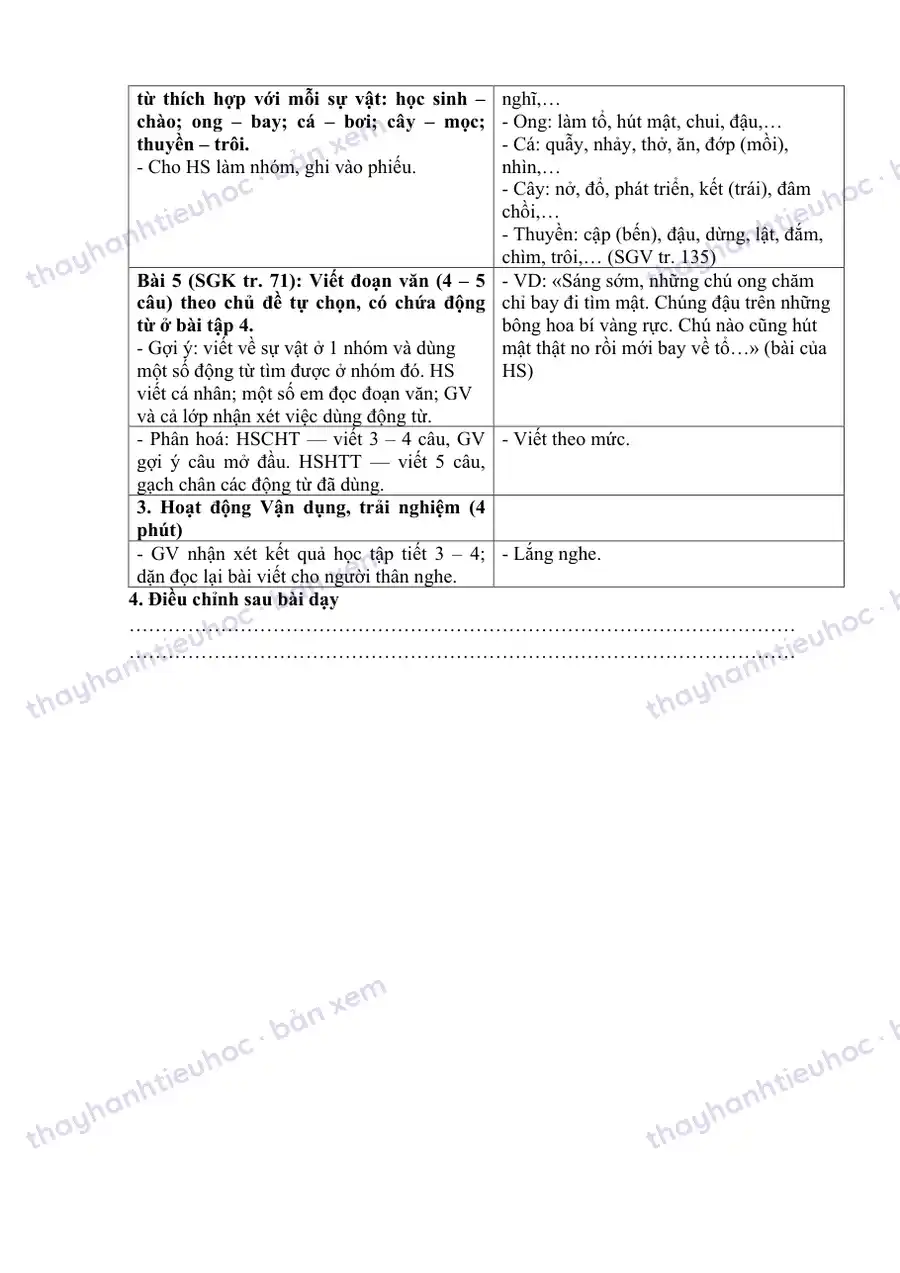 từ thích hợp với mỗi sự vật: học sinh –
chào; ong – bay; cá – bơi; cây – mọc;
thuyền – trôi.
- Cho HS làm nhóm, ghi vào phiếu.
nghĩ,…
- Ong: làm tổ, hút mật, chui, đậu,…
- Cá: quẫy, nhảy, thở, ăn, đớp (mồi),
nhìn,…
- Cây: nở, đổ, phát triển, kết (trái), đâm
chồi,…
- Thuyền: cập (bến), đậu, dừng, lật, đắm,
chìm, trôi,… (SGV tr. 135)
Bài 5 (SGK tr. 71): Viết đoạn văn (4 – 5
câu) theo chủ đề tự chọn, có chứa động
từ ở bài tập 4.
- Gợi ý: viết về sự vật ở 1 nhóm và dùng
một số động từ tìm được ở nhóm đó. HS
viết cá nhân; một số em đọc đoạn văn; GV
và cả lớp nhận xét việc dùng động từ.
- VD: «Sáng sớm, những chú ong chăm
chỉ bay đi tìm mật. Chúng đậu trên những
bông hoa bí vàng rực. Chú nào cũng hút
mật thật no rồi mới bay về tổ…» (bài của
HS)
- Phân hoá: HSCHT — viết 3 – 4 câu, GV
gợi ý câu mở đầu. HSHTT — viết 5 câu,
gạch chân các động từ đã dùng.
- Viết theo mức.
3. Hoạt động Vận dụng, trải nghiệm (4
phút)
- GV nhận xét kết quả học tập tiết 3 – 4;
dặn đọc lại bài viết cho người thân nghe.
- Lắng nghe.
4. Điều chỉnh sau bài dạy
…………………………………………………………………………………………
…………………………………………………………………………………………
thayhanhtieuhoc · bản xem
thayhanhtieuhoc · b
thayhanhtieuhoc · bản xem
thayhanhtieuhoc · b
thayhanhtieuhoc · bản xem
thayhanhtieuhoc · b